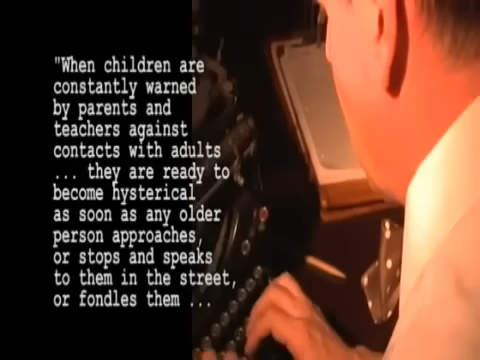 "When children are
constantly warned
by parents and
teachers against
contacts with adults
... they are ready to
become hysterical
as soon as any older
person approaches,
or stops and speaks
to them in the street,
or fondles them ...